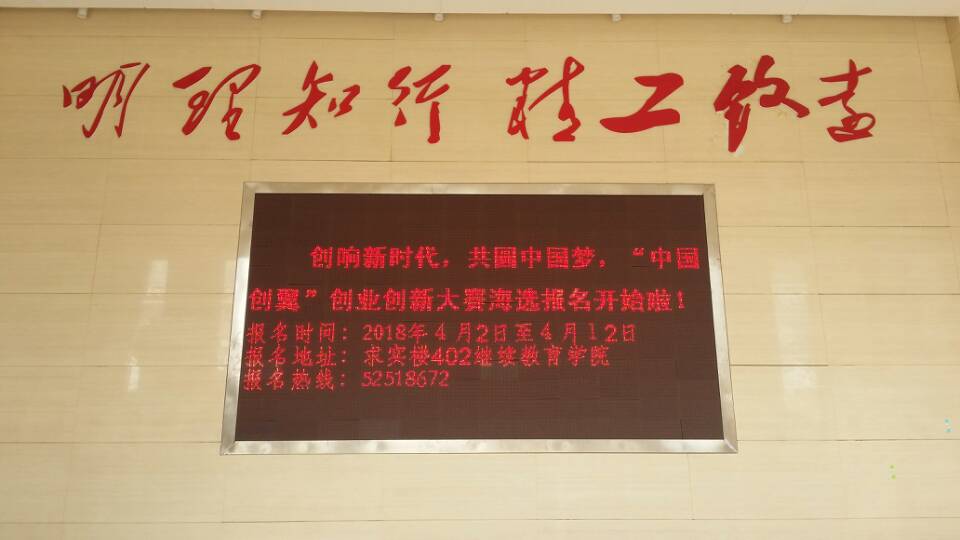 明理知行 精工致善
创响新时代，共圆中国梦，“中国
创翼”创业创新大赛海选报名开始啦！
报名时间：2018年4月2日至4月12日
报名地址：求实楼402继续教育学院
报名热线：52518672